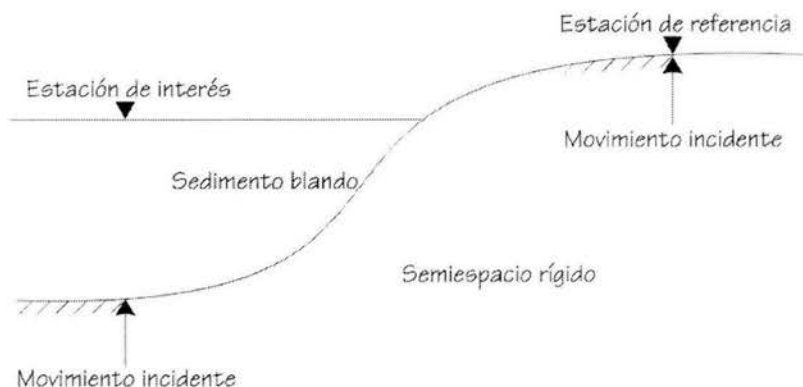 Estación de referencia
Estación de interés
Movimiento incidente
Sedimento blando
Semiespacio rígido
Movimiento incidente